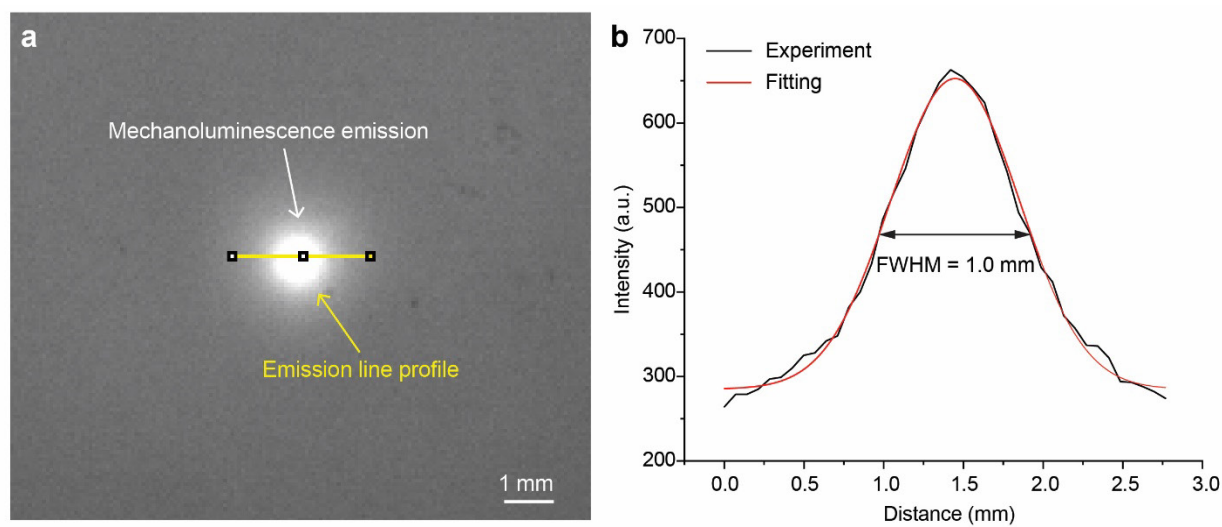 a
Mechanoluminescence emission
Emission line profile
1 mm
b
700
600
500
400
300
200
Intensity (a.u.)
Experiment
Fitting
FWHM = 1.0 mm
0.0 0.5 1.0 1.5 2.0 2.5 3.0
Distance (mm)